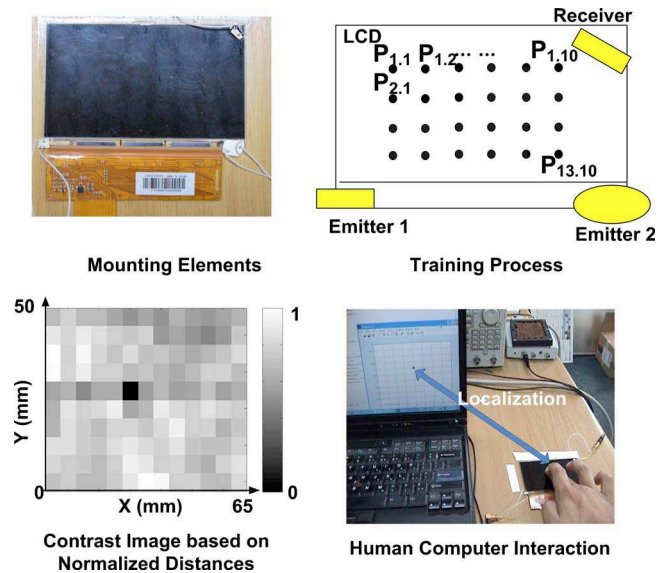 Receiver
LCD
P1.1 P1.2 ... ... P1.10
P2.1
P13.10
Emitter 1
Emitter 2
Mounting Elements
Training Process
50
1
Y (mm)
0
X (mm)
65
0
Contrast Image based on
Normalized Distances
Localization
Human Computer Interaction